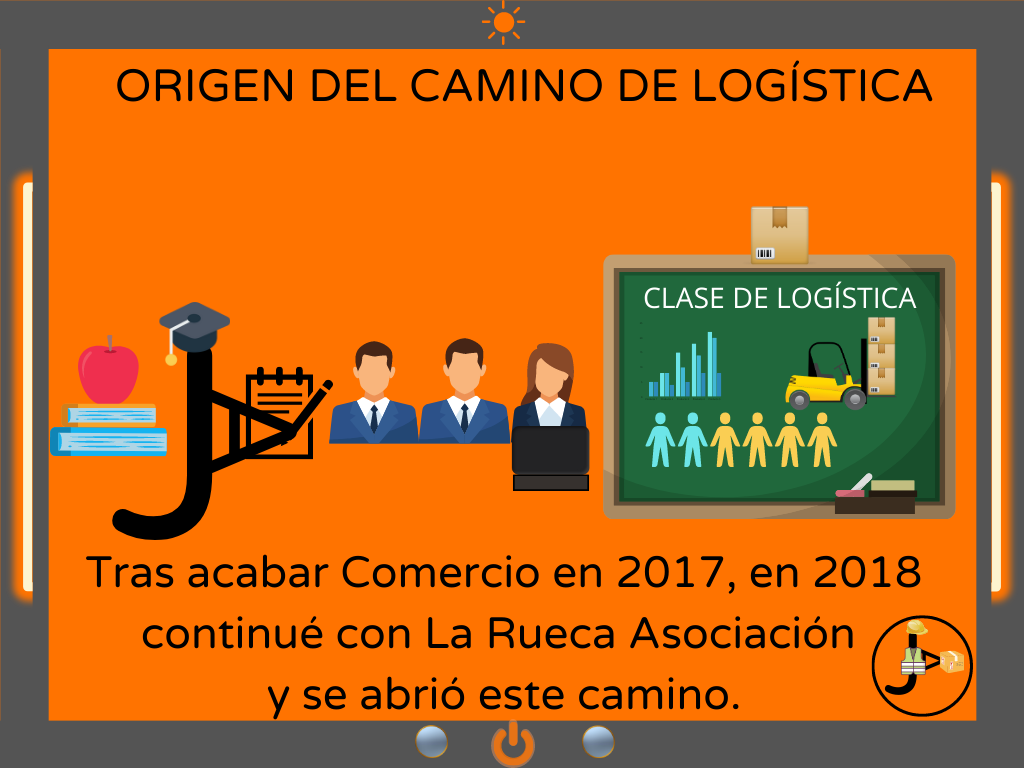 ORIGEN DEL CAMINO DE LOGÍSTICA
CLASE DE LOGÍSTICA
Tras acabar Comercio en 2017, en 2018
continué con La Rueca Asociación
y se abrió este camino.